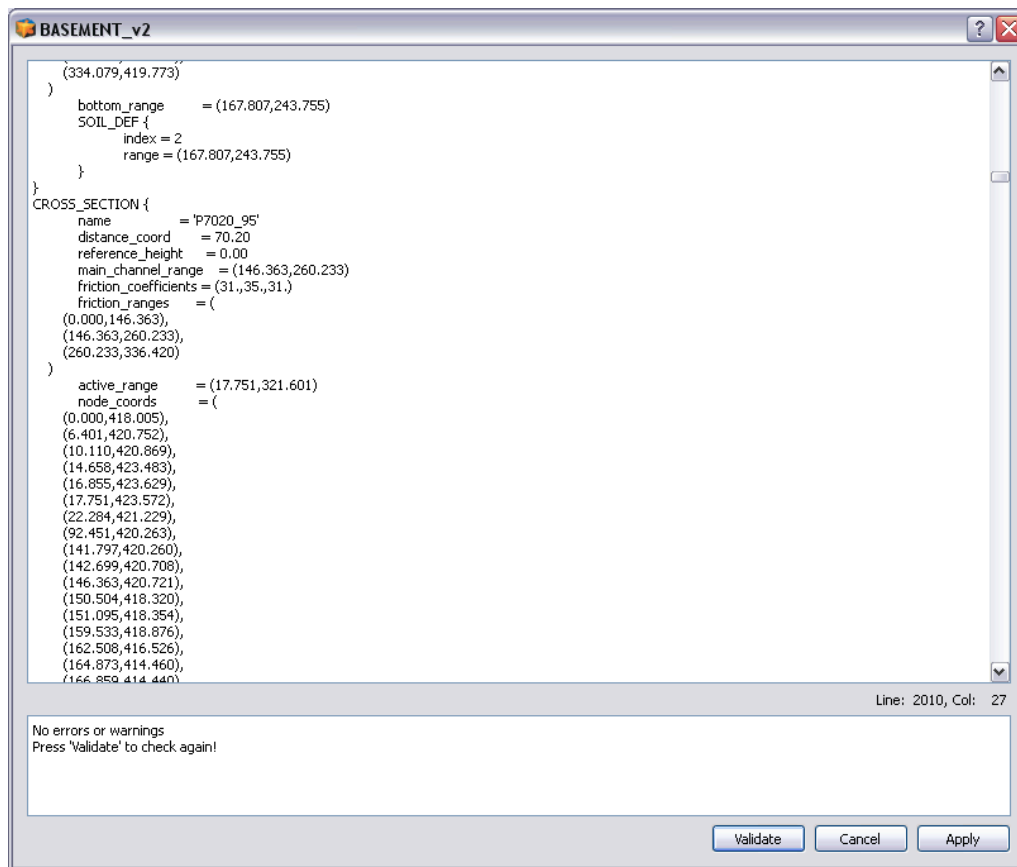 BASEMENT_v2
(334.079,419.773)
)
bottom_range = (167.807,243.755)
SOIL_DEF {
index = 2
range = (167.807,243.755)
}
}
CROSS_SECTION {
name = 'P7020_95'
distance_coord = 70.20
reference_height = 0.00
main_channel_range = (146.363,260.233)
friction_coefficients = (31.,35.,31.)
friction_ranges = (
(0.000,146.363),
(146.363,260.233),
(260.233,336.420)
)
active_range = (17.751,321.601)
node_coords = (
(0.000,418.005),
(6.401,420.752),
(10.110,420.869),
(14.658,423.483),
(16.855,423.629),
(17.751,423.572),
(22.284,421.229),
(92.451,420.263),
(141.797,420.260),
(142.699,420.708),
(146.363,420.721),
(150.504,418.320),
(151.095,418.354),
(159.533,418.876),
(162.508,416.526),
(164.873,414.460),
(166.859,414.440)
Line: 2010, Col: 27
No errors or warnings
Press 'Validate' to check again!
Validate Cancel Apply